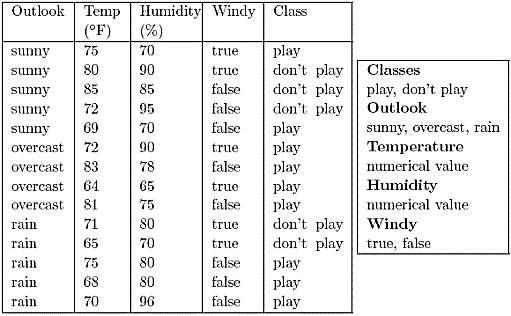 Outlook Temp Humidity Windy Class
(°F) (%)
sunny 75 70 true play
sunny 80 90 true don't play
sunny 85 85 false don't play
sunny 72 95 false don't play
sunny 69 70 false play
overcast 72 90 true play
overcast 83 78 false play
overcast 64 65 true play
overcast 81 75 false play
rain 71 80 true don't play
rain 65 70 true don't play
rain 75 80 false play
rain 68 80 false play
rain 70 96 false play
Classes
play, don't play
Outlook
sunny, overcast, rain
Temperature
numerical value
Humidity
numerical value
Windy
true, false